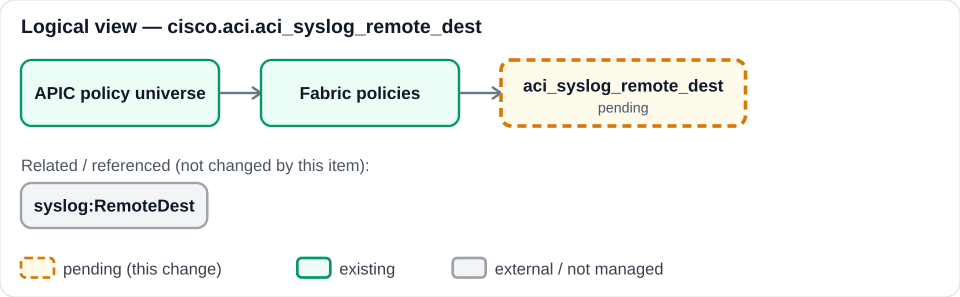 Logical view — cisco.aci.aci_syslog_remote_dest
APIC policy universe
Fabric policies
aci_syslog_remote_dest
pending
Related / referenced (not changed by this item):
syslog:RemoteDest
pending (this change)
existing
external / not managed